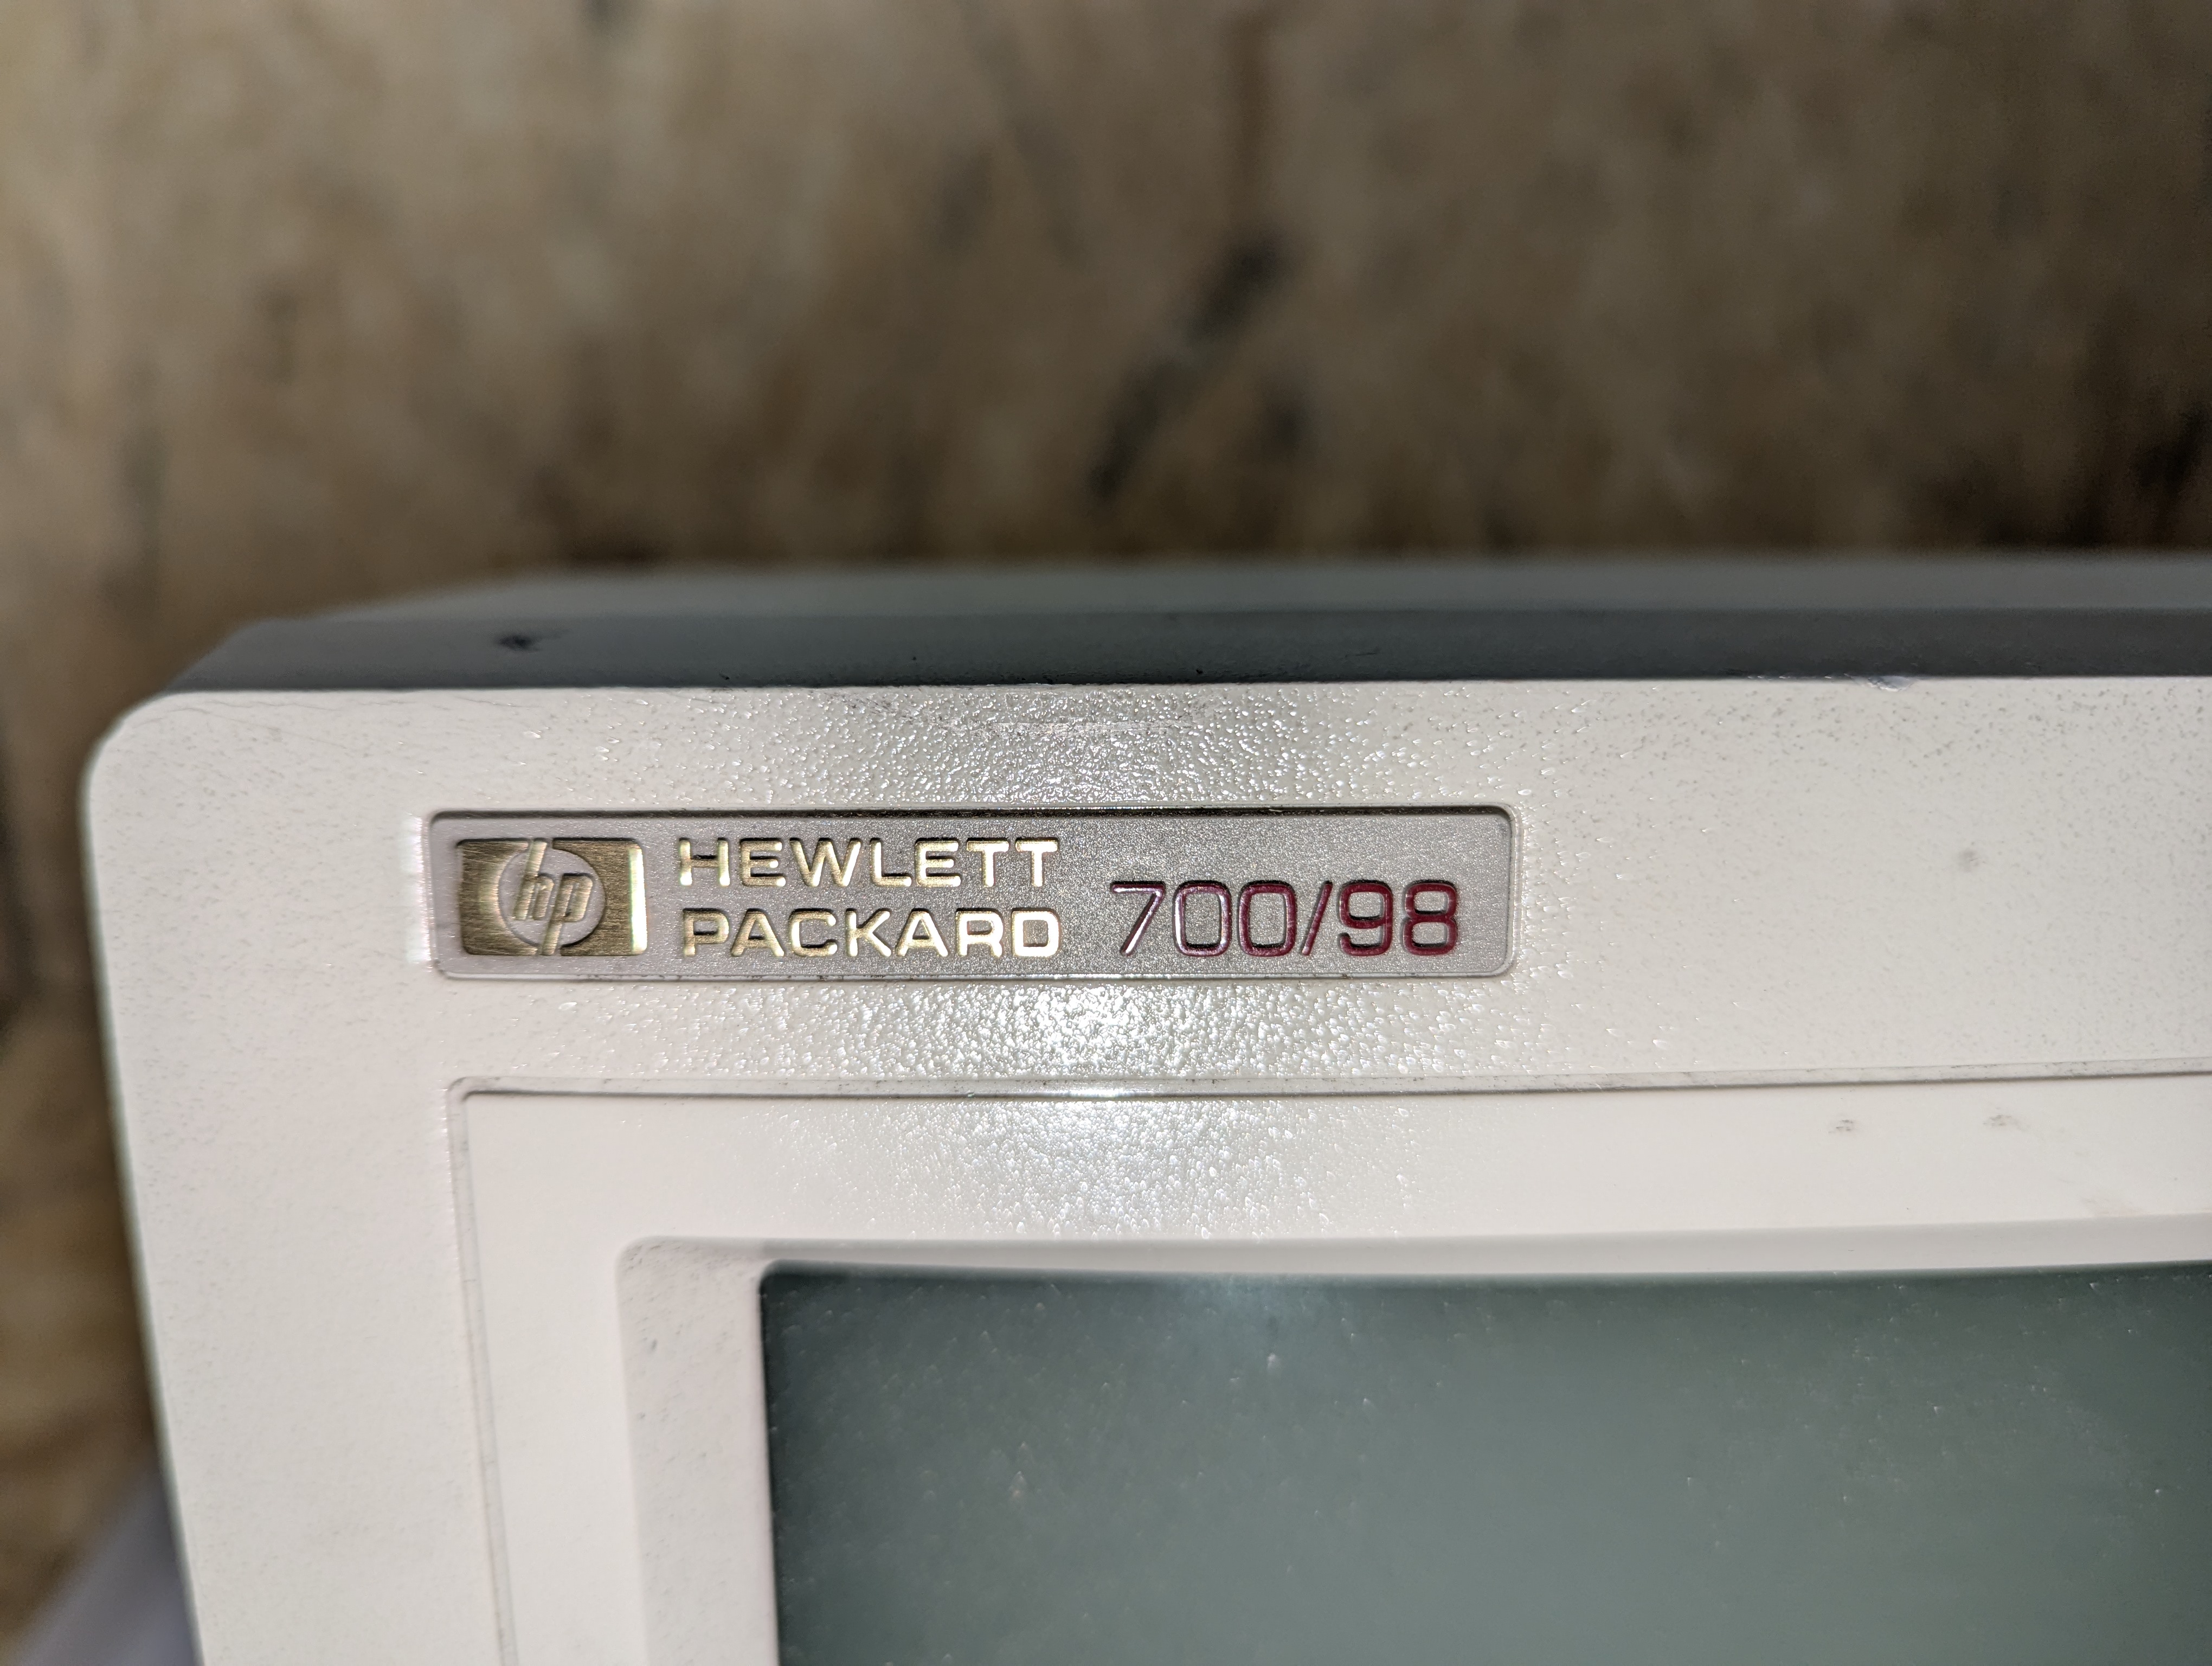 hp HEWLETT
PACKARD 700/98